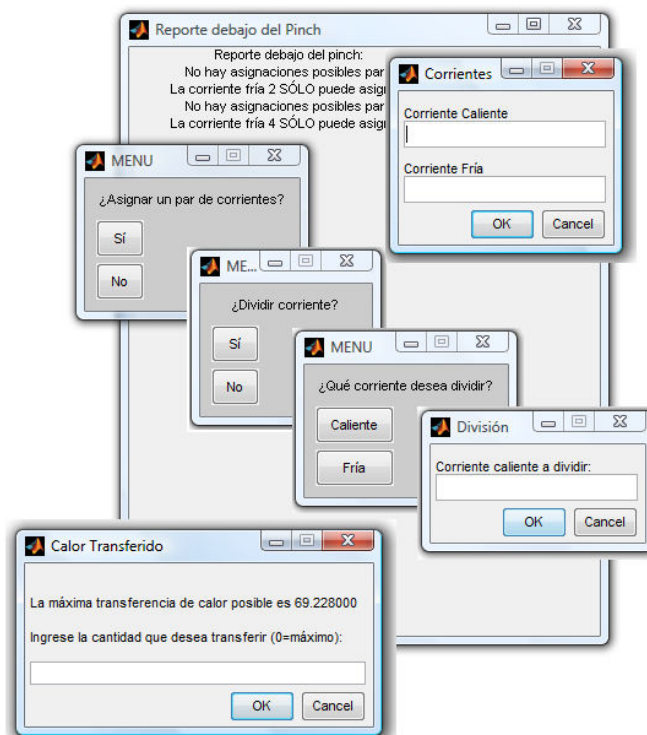 Reporte debajo del Pinch
Reporte debajo del pinch:
No hay asignaciones posibles par
La corriente fría 2 SÓLO puede
No hay asignaciones posibles par
La corriente fría 4 SÓLO puede
Corrientes
Corriente Caliente
Corriente Fría
OK Cancel
MENU
¿Asignar un par de corrientes?
Sí
No
ME...
¿Dividir corriente?
Sí
No
MENU
¿Qué corriente desea dividir?
Caliente
Fría
División
Corriente caliente a dividir:
OK Cancel
Calor Transferido
La máxima transferencia de calor posible es 69.228000
Ingrese la cantidad que desea transferir (0=máximo):
OK Cancel